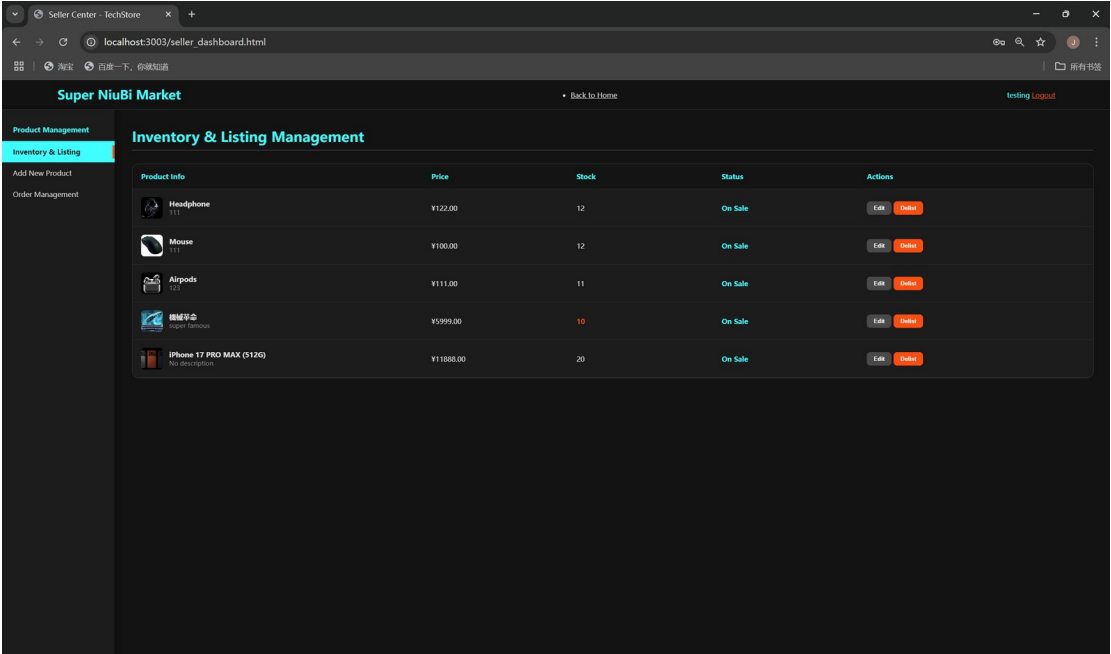 Seller Center - TechStore
localhost:3003/seller_dashboard.html
J
淘宝 百度一下，你就知道 所有书签
Super NiuBi Market • Back to Home testing Logout
Product Management
Inventory & Listing
Add New Product
Order Management
Inventory & Listing Management
Product Info Price Stock Status Actions
Headphone
111
¥122.00 12 On Sale Edit Delist
Mouse
111
¥100.00 12 On Sale Edit Delist
Airpods
123
¥111.00 11 On Sale Edit Delist
機械革命
super famous
¥5999.00 10 On Sale Edit Delist
iPhone 17 PRO MAX (512G)
No description
¥11888.00 20 On Sale Edit Delist